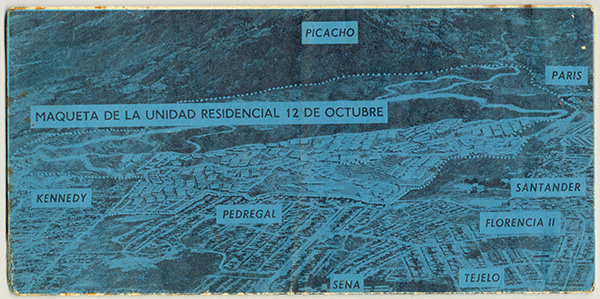 PICACHO
PARIS
MAQUETA DE LA UNIDAD RESIDENCIAL 12 DE OCTUBRE
KENNEDY
SANTANDER
PEDREGAL
FLORENCIA II
SENA
TEJELO